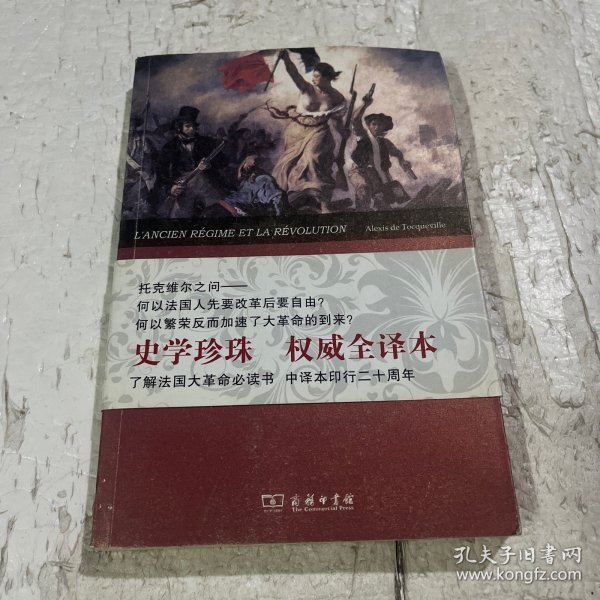 L'ANCIEN RÉGIME ET LA RÉVOLUTION Alexis de Tocqueville
托克维尔之问——
何以法国人先要改革后要自由?
何以繁荣反而加速了大革命的到来?
史学珍珠 权威全译本
了解法国大革命必读书 中译本印行二十周年
商务印书馆
The Commercial Press
孔夫子旧书网
www.kongfz.com